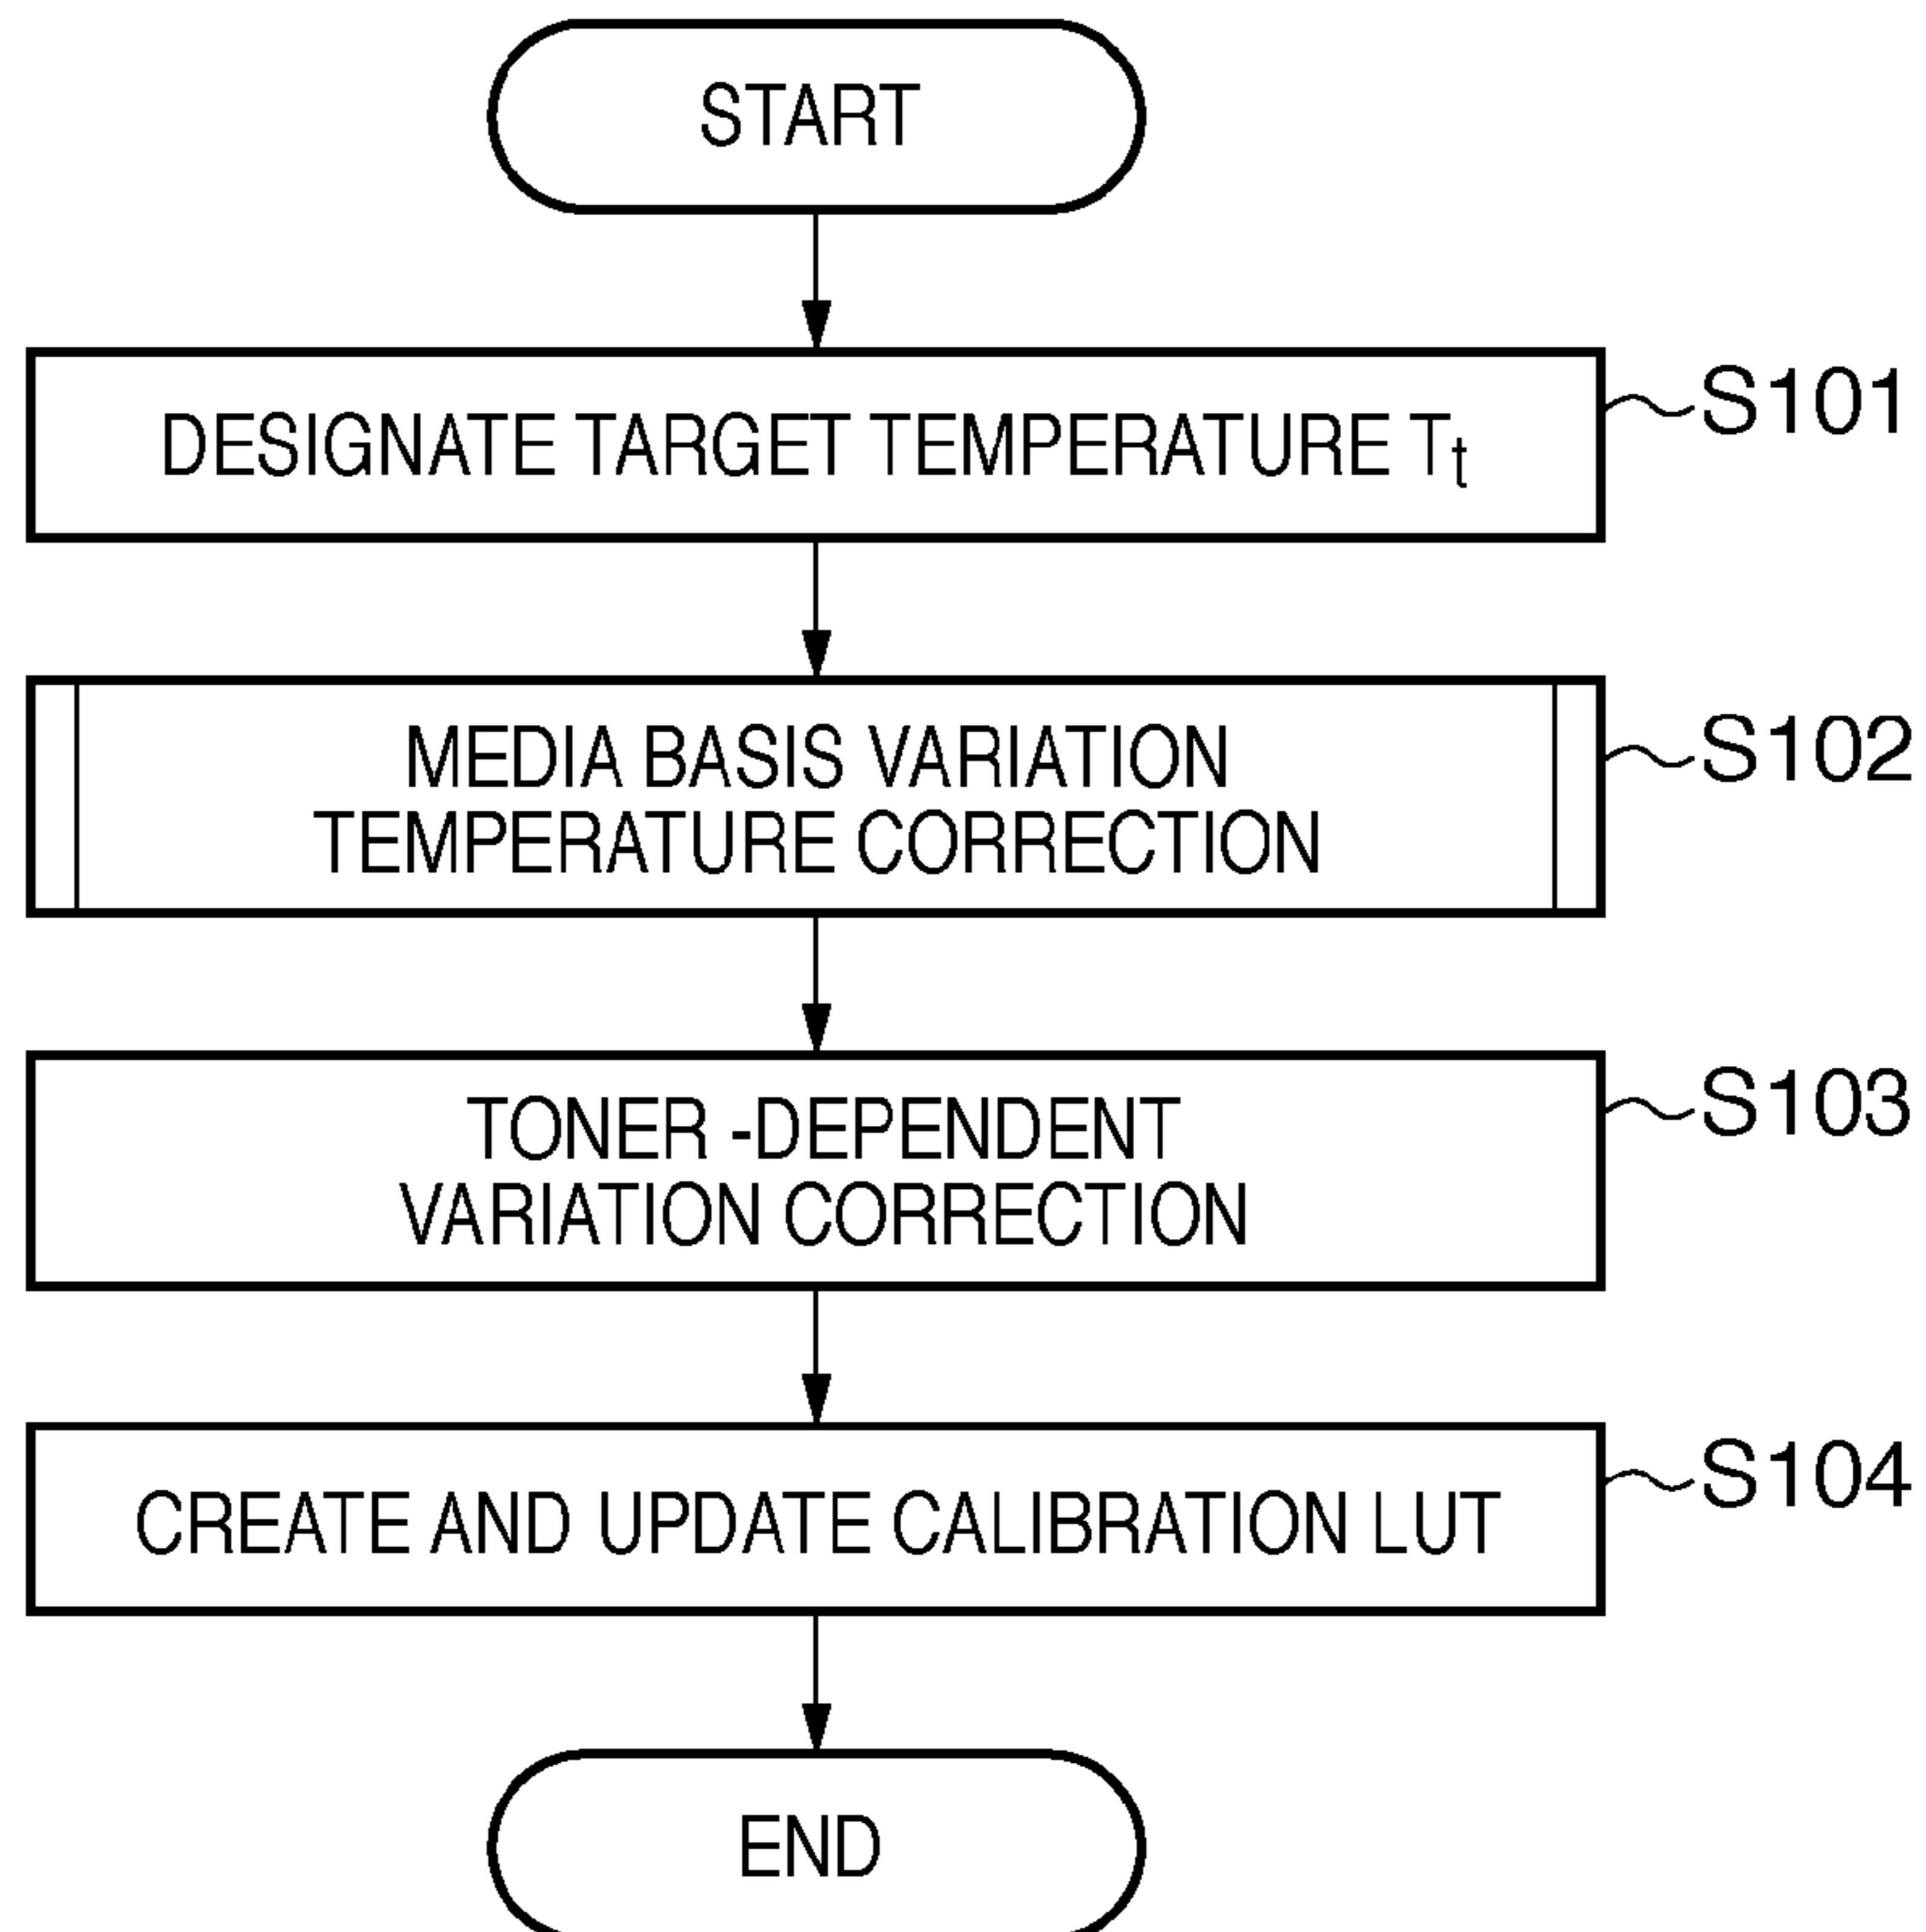 START
DESIGNATE TARGET TEMPERATURE Tt
S101
MEDIA BASIS VARIATION
TEMPERATURE CORRECTION
S102
TONER -DEPENDENT
VARIATION CORRECTION
S103
CREATE AND UPDATE CALIBRATION LUT
S104
END